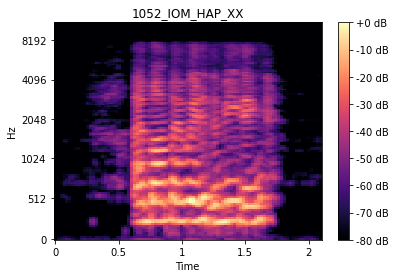 1052_IOM_HAP_XX
+0 dB
8192
-10 dB
4096
-20 dB
-30 dB
2048
Hz
-40 dB
1024
-50 dB
512
-60 dB
-70 dB
0
-80 dB
0 0.5 1 1.5 2
Time